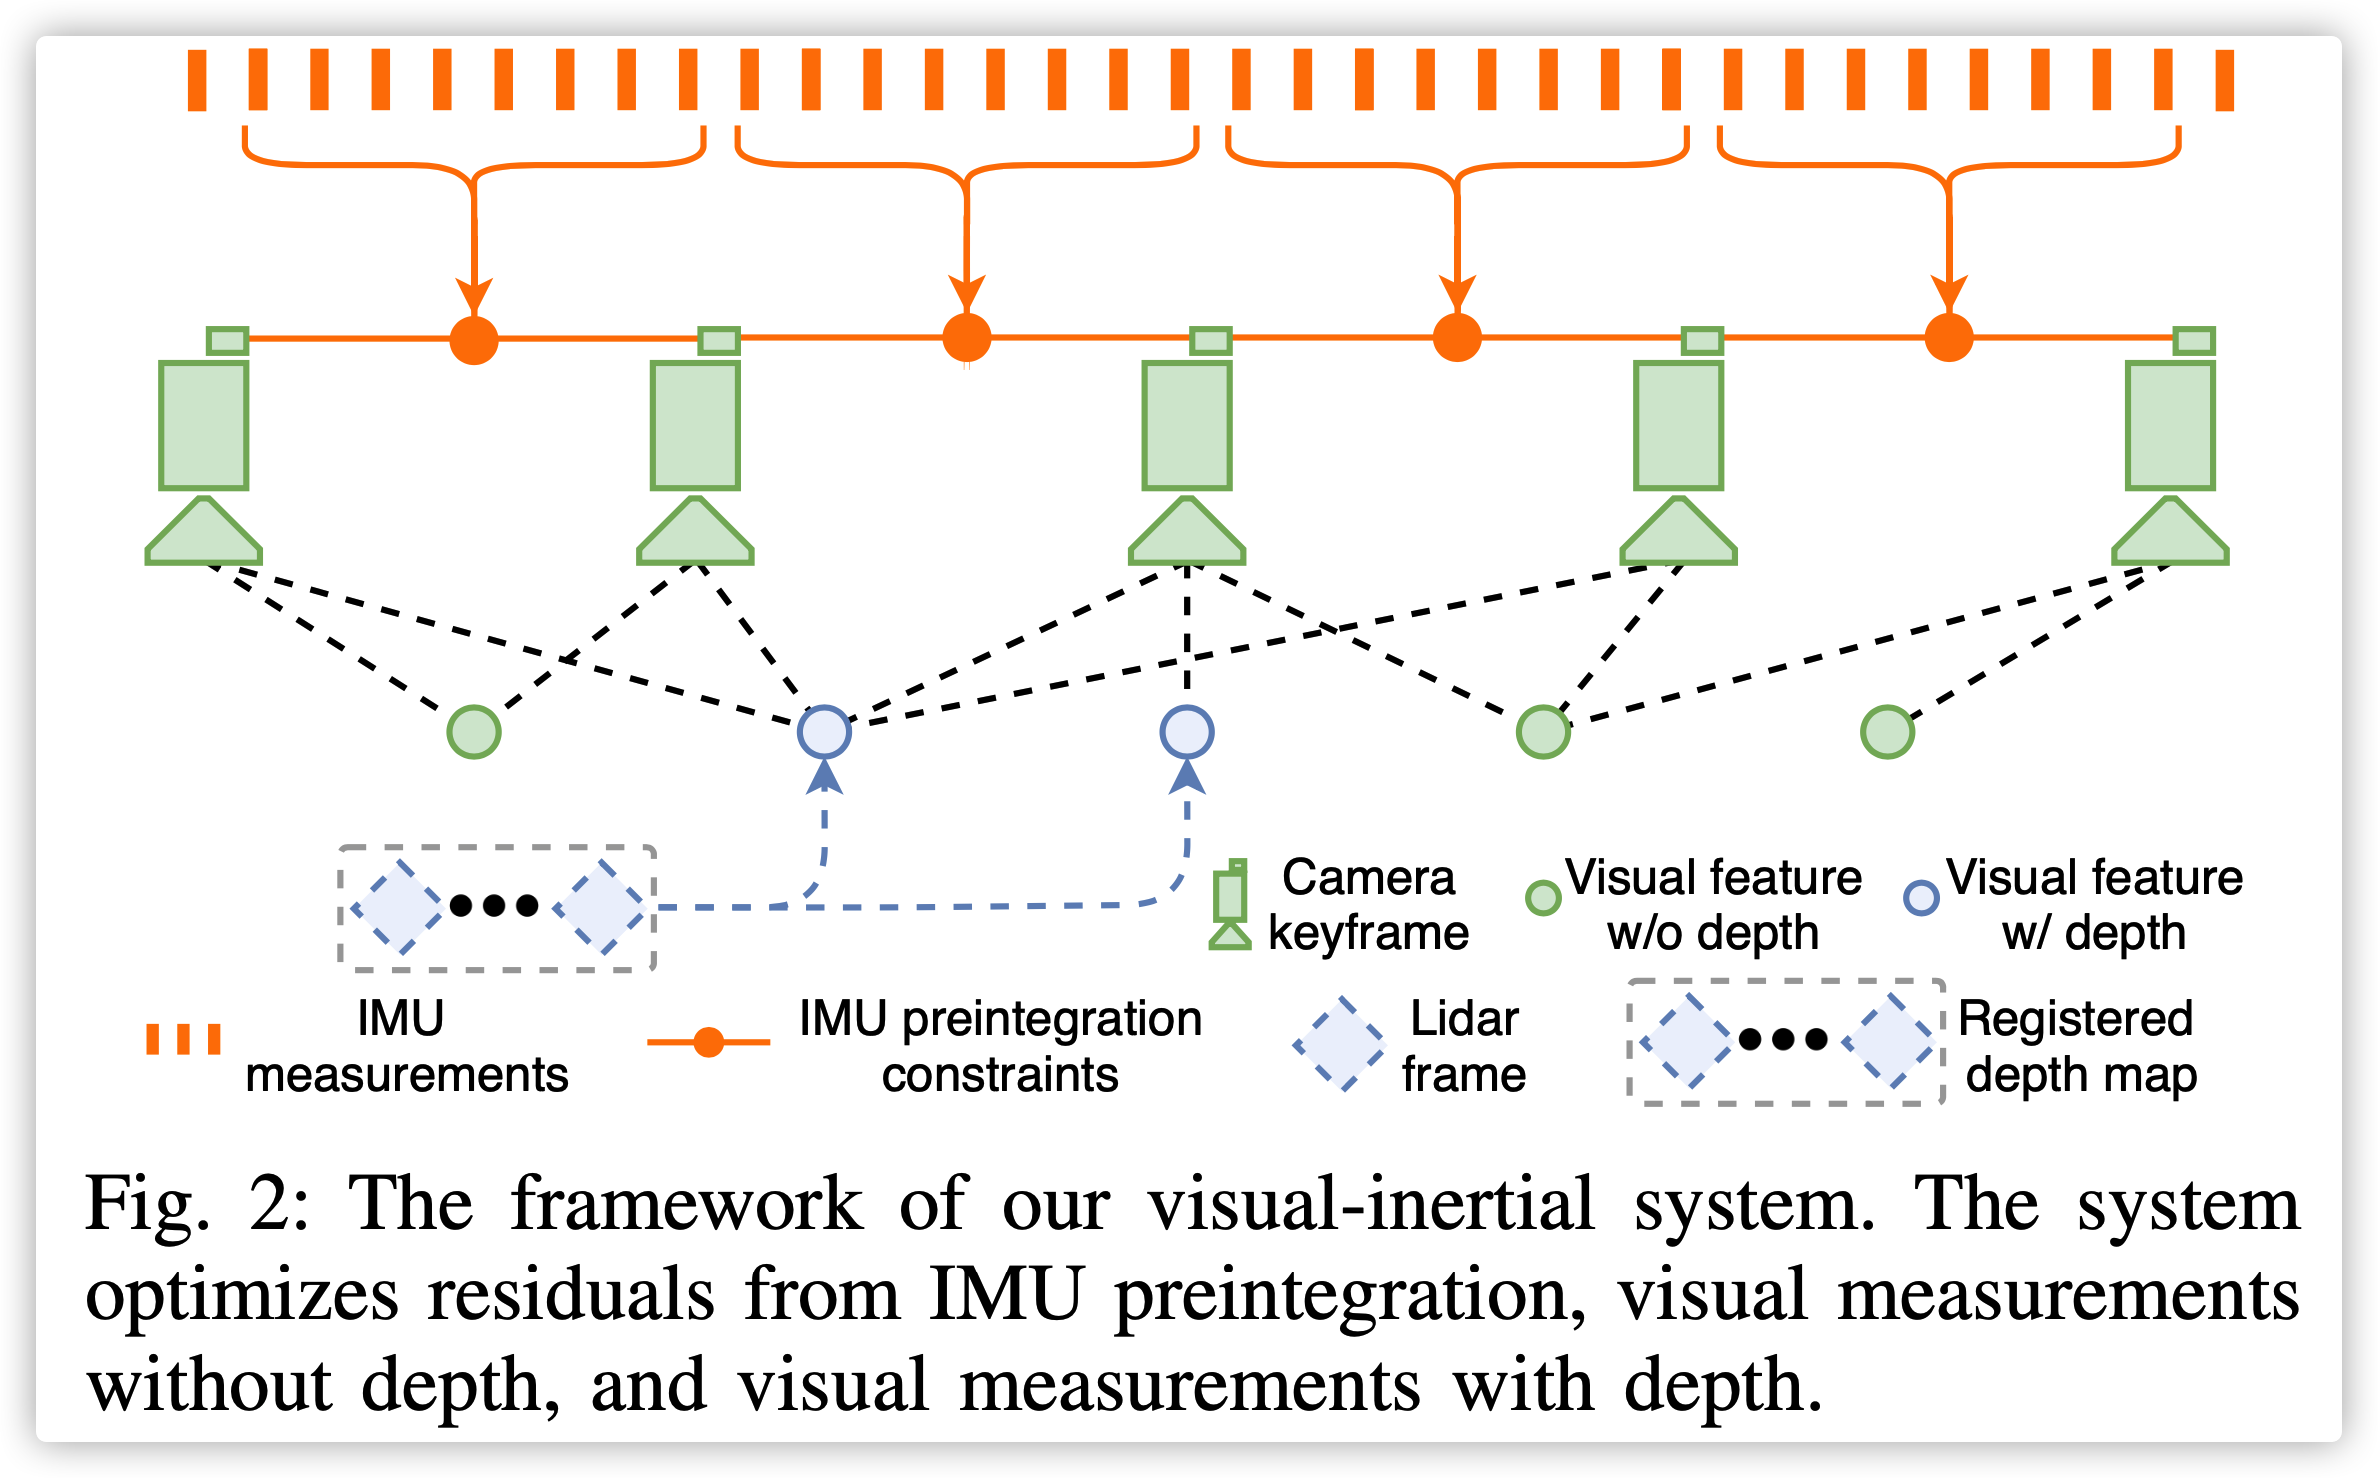 Camera
keyframe
Visual feature
w/o depth
Visual feature
w/ depth
IMU
measurements
IMU preintegration
constraints
Lidar
frame
Registered
depth map
Fig. 2: The framework of our visual-inertial system. The system
optimizes residuals from IMU preintegration, visual measurements
without depth, and visual measurements with depth.